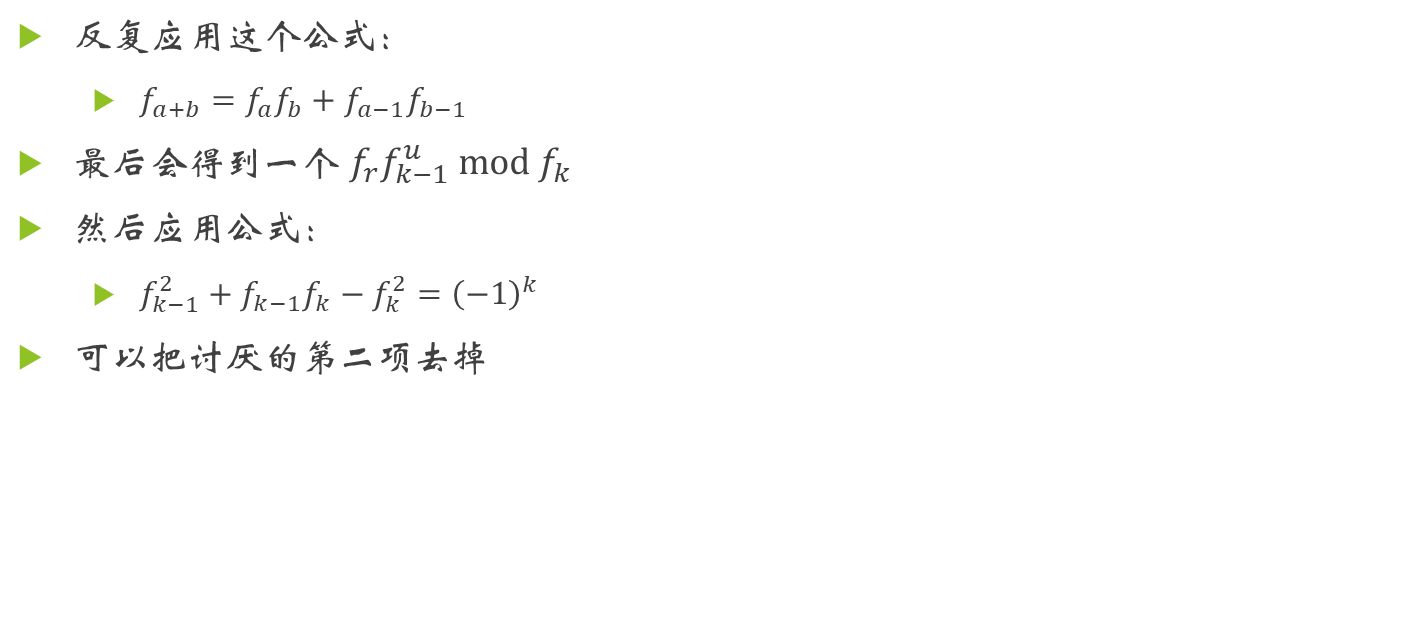 反复应用这个公式：
f_{a+b} = f_a f_b + f_{a−1} f_{b−1}
最后会得到一个 f_r f_{k−1}^u mod f_k
然后应用公式：
f_{k−1}^2 + f_{k−1} f_k − f_k^2 = (−1)^k
可以把讨厌的第二项去掉